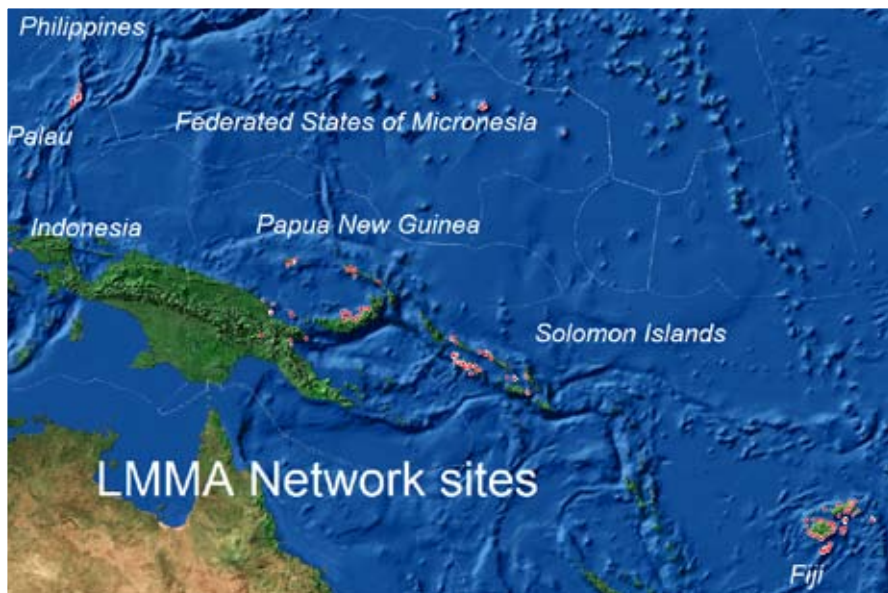 Philippines
Palau
Federated States of Micronesia
Indonesia
Papua New Guinea
Solomon Islands
LMMA Network sites
Fiji